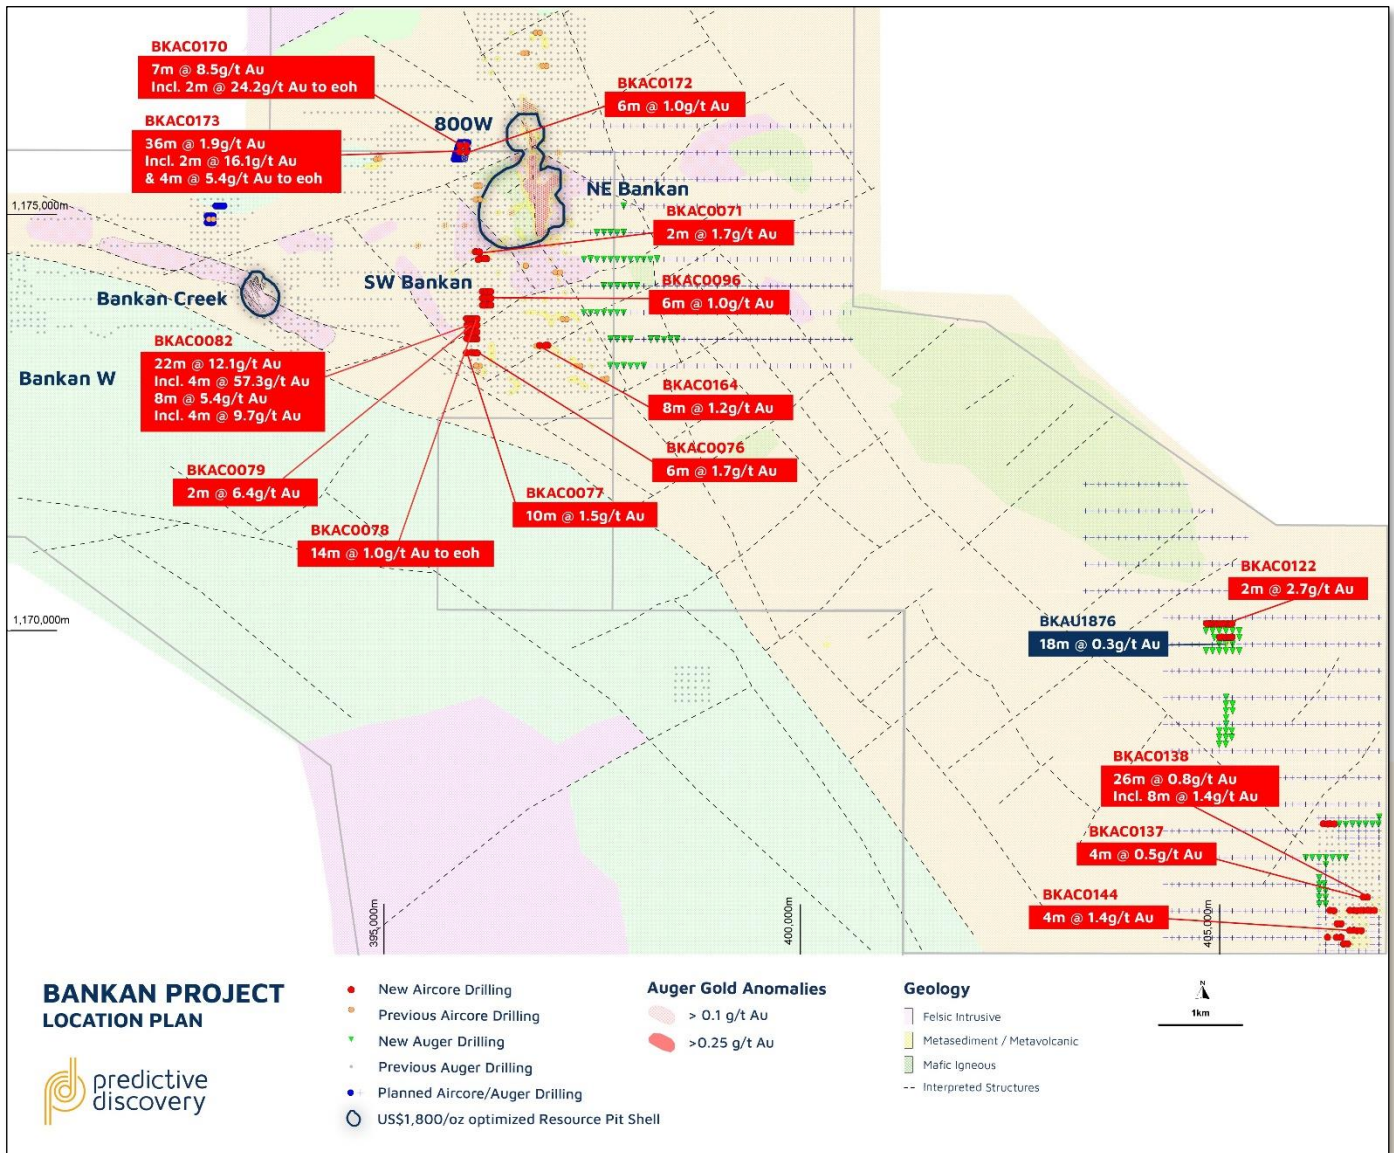 BKAC0170
7m @ 8.5g/t Au
Incl. 2m @ 24.2g/t Au to eoh
BKAC0172
6m @ 1.0g/t Au
BKAC0173
36m @ 1.9g/t Au
Incl. 2m @ 16.1g/t Au
& 4m @ 5.4g/t Au to eoh
800W
NE Bankan
1,175,000m
BKAC0071
2m @ 1.7g/t Au
SW Bankan
BKAC0096
6m @ 1.0g/t Au
Bankan Creek
BKAC0082
22m @ 12.1g/t Au
Incl. 4m @ 57.3g/t Au
8m @ 5.4g/t Au
Incl. 4m @ 9.7g/t Au
Bankan W
BKAC0164
8m @ 1.2g/t Au
BKAC0076
6m @ 1.7g/t Au
BKAC0079
2m @ 6.4g/t Au
BKAC0077
10m @ 1.5g/t Au
BKAC0078
14m @ 1.0g/t Au to eoh
BKAC0122
2m @ 2.7g/t Au
1,170,000m
BKAU1876
18m @ 0.3g/t Au
BKAC0138
26m @ 0.8g/t Au
Incl. 8m @ 1.4g/t Au
BKAC0137
4m @ 0.5g/t Au
BKAC0144
4m @ 1.4g/t Au
395,000m
400,000m
405,000m
BANKAN PROJECT
LOCATION PLAN
predictive
discovery
New Aircore Drilling
Previous Aircore Drilling
New Auger Drilling
Previous Auger Drilling
Planned Aircore/Auger Drilling
US$1,800/oz optimized Resource Pit Shell
Auger Gold Anomalies
> 0.1 g/t Au
>0.25 g/t Au
Geology
Felsic Intrusive
Metasediment / Metavolcanic
Mafic Igneous
Interpreted Structures
N
1km